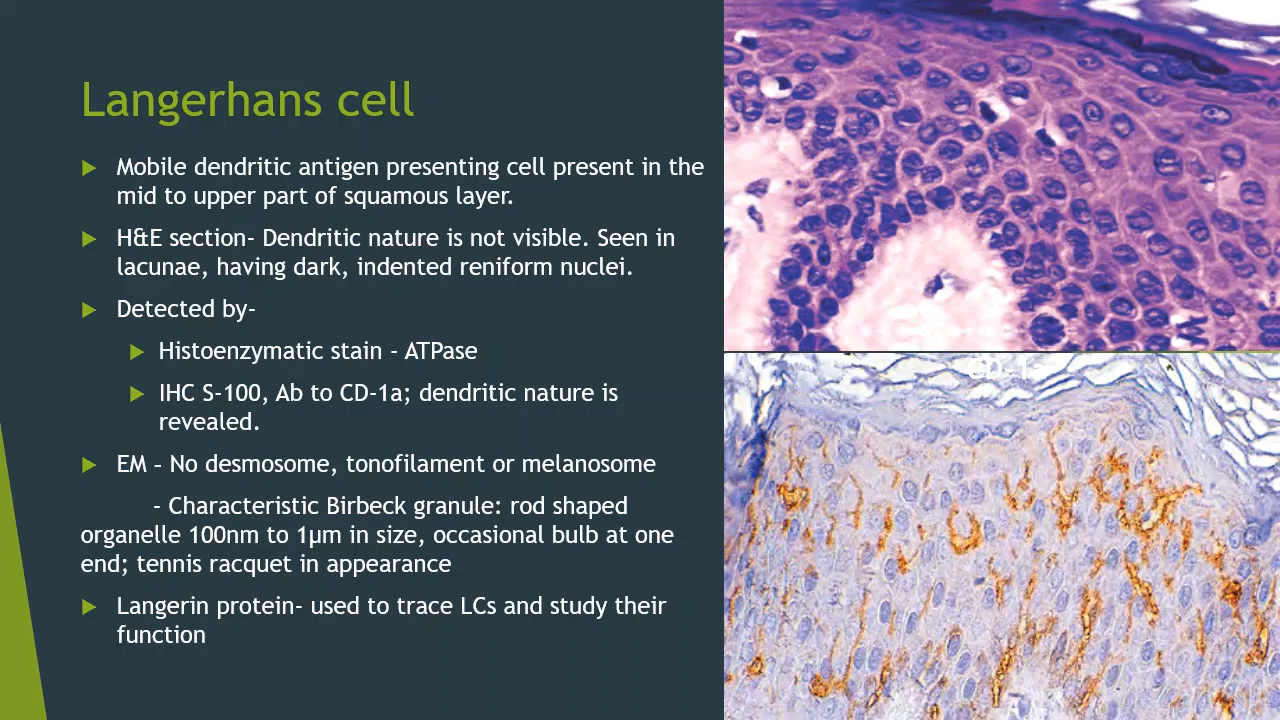 Langerhans cell
Mobile dendritic antigen presenting cell present in the
mid to upper part of squamous layer.
H&E section- Dendritic nature is not visible. Seen in
lacunae, having dark, indented reniform nuclei.
Detected by-
Histoenzymatic stain – ATPase
IHC S-100, Ab to CD-1a; dendritic nature is
revealed.
EM – No desmosome, tonofilament or melanosome
- Characteristic Birbeck granule: rod shaped
organelle 100nm to 1µm in size, occasional bulb at one
end; tennis racquet in appearance
Langerin protein- used to trace LCs and study their
function